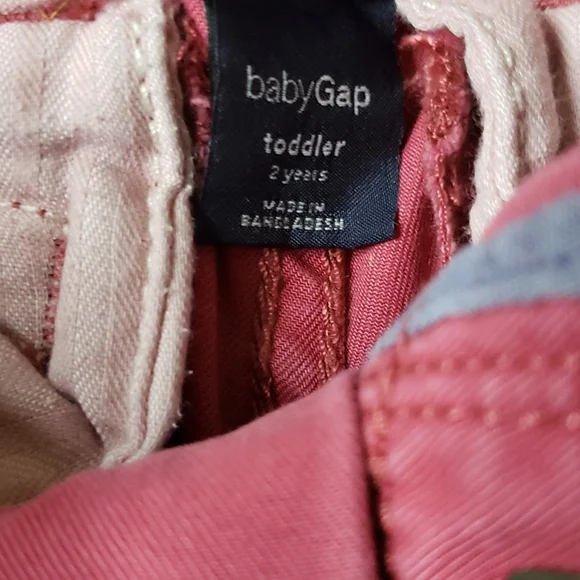 babyGap
toddler
2 years
MADE IN
BANGLADESH